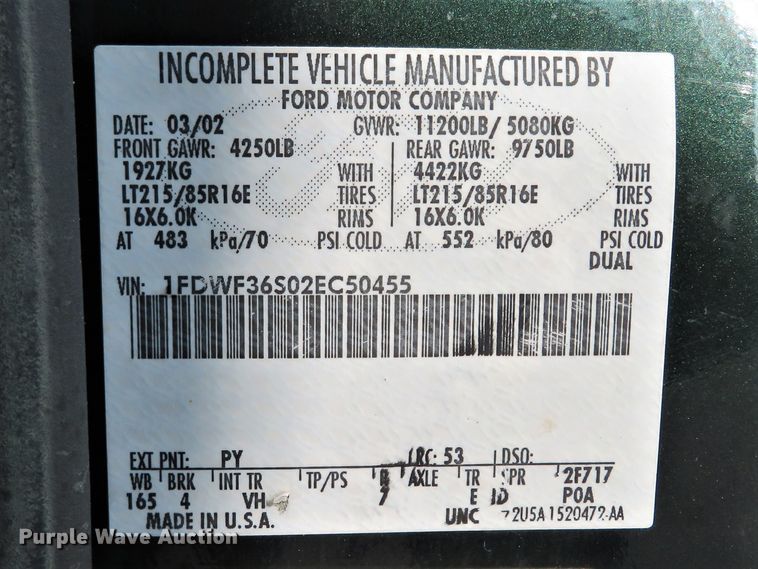 INCOMPLETE VEHICLE MANUFACTURED BY
FORD MOTOR COMPANY
DATE: 03/02 GVWR: 11200LB/ 5080KG
FRONT GAWR: 4250LB REAR GAWR: 9750LB
1927KG WITH 4422KG WITH
LT215/85R16E TIRES LT215/85R16E TIRES
16X6.0K RIMS 16X6.0K RIMS
AT 483 kPa/70 PSI COLD AT 552 kPa/80 PSI COLD
DUAL
VIN: 1FDWF36S02EC50455
EXT PNT: PY RC: 53 DSO:
WB BRK INT TR TP/PS R AXLE TR SPR 2F717
165 4 VH 7 E POA
MADE IN U.S.A. UNC 2U5A 1520472-AA
Purple Wave Auction